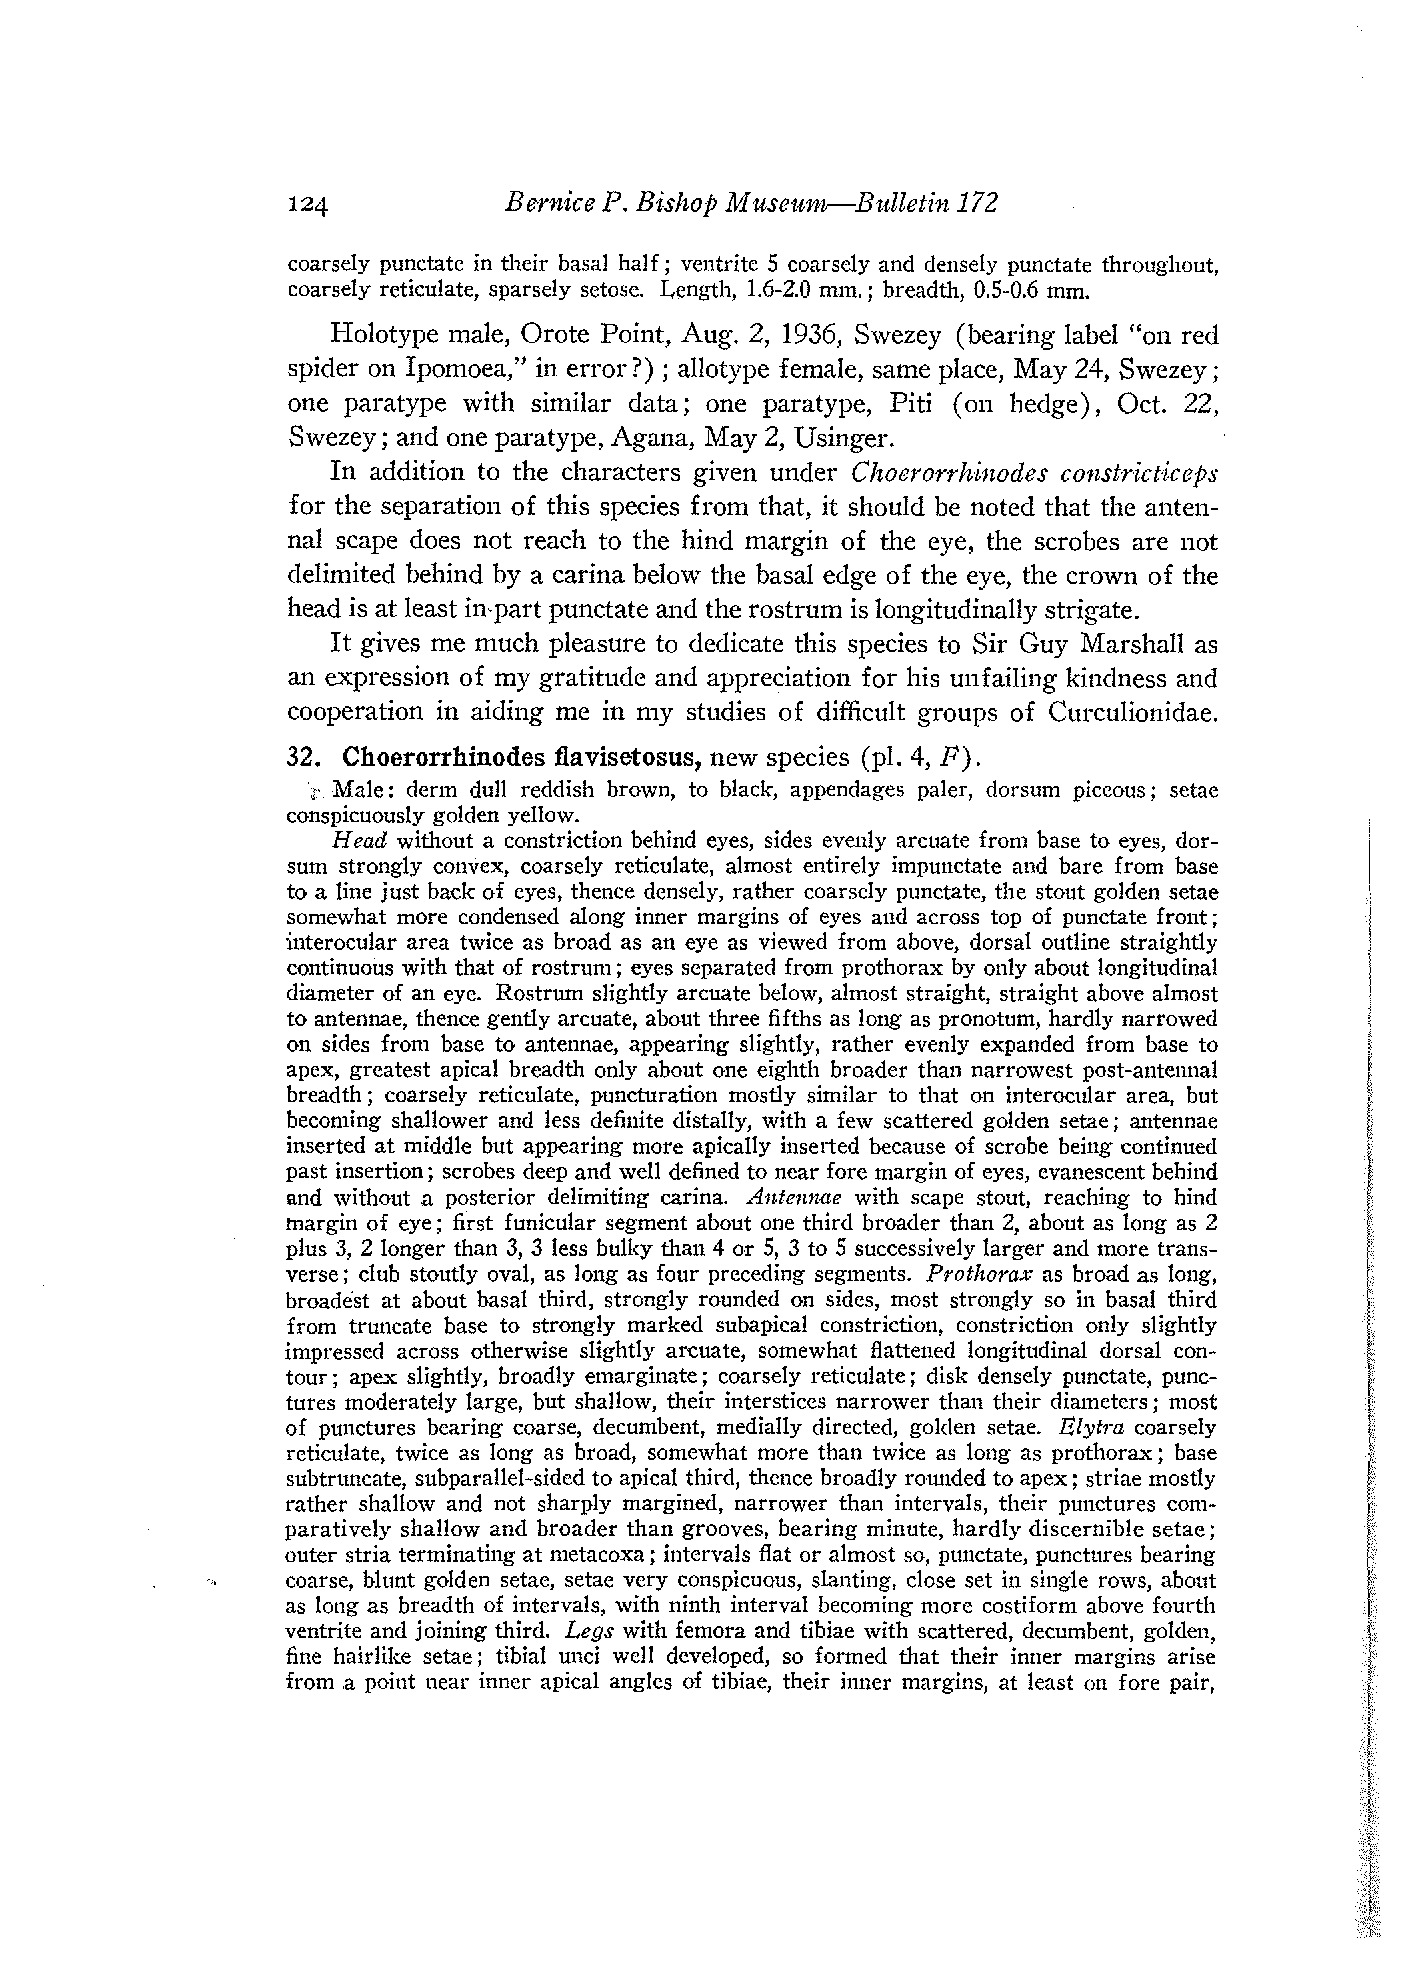 124 Bernice P. Bishop Museum—Bulletin 172
coarsely punctate in their basal half; ventrite 5 coarsely and densely punctate throughout,
coarsely reticulate, sparsely setose. Length, 1.6-2.0 mm.; breadth, 0.5-0.6 mm.
Holotype male, Orote Point, Aug. 2, 1936, Swezey (bearing label "on red
spider on Ipomoea," in error?) ; allotype female, same place, May 24, Swezey;
one paratype with similar data; one paratype, Piti (on hedge), Oct. 22,
Swezey; and one paratype, Agana, May 2, Usinger.
In addition to the characters given under Choerorrhinodes constricticeps
for the separation of this species from that, it should be noted that the anten-
nal scape does not reach to the hind margin of the eye, the scrobes are not
delimited behind by a carina below the basal edge of the eye, the crown of the
head is at least in part punctate and the rostrum is longitudinally strigate.
It gives me much pleasure to dedicate this species to Sir Guy Marshall as
an expression of my gratitude and appreciation for his unfailing kindness and
cooperation in aiding me in my studies of difficult groups of Curculionidae.
32. Choerorrhinodes flavisetosus, new species (pl. 4, F).
Male: derm dull reddish brown, to black, appendages paler, dorsum piceous; setae
conspicuously golden yellow.
Head without a constriction behind eyes, sides evenly arcuate from base to eyes, dor-
sum strongly convex, coarsely reticulate, almost entirely impunctate and bare from base
to a line just back of eyes, thence densely, rather coarsely punctate, the stout golden setae
somewhat more condensed along inner margins of eyes and across top of punctate front;
interocular area twice as broad as an eye as viewed from above, dorsal outline straightly
continuous with that of rostrum; eyes separated from prothorax by only about longitudinal
diameter of an eye. Rostrum slightly arcuate below, almost straight, straight above almost
to antennae, thence gently arcuate, about three fifths as long as pronotum, hardly narrowed
on sides from base to antennae, appearing slightly, rather evenly expanded from base to
apex, greatest apical breadth only about one eighth broader than narrowest post-antennal
breadth; coarsely reticulate, puncturation mostly similar to that on interocular area, but
becoming shallower and less definite distally, with a few scattered golden setae; antennae
inserted at middle but appearing more apically inserted because of scrobe being continued
past insertion; scrobes deep and well defined to near fore margin of eyes, evanescent behind
and without a posterior delimiting carina. Antennae with scape stout, reaching to hind
margin of eye; first funicular segment about one third broader than 2, about as long as 2
plus 3, 2 longer than 3, 3 less bulky than 4 or 5, 3 to 5 successively larger and more trans-
verse; club stoutly oval, as long as four preceding segments. Prothorax as broad as long,
broadest at about basal third, strongly rounded on sides, most strongly so in basal third
from truncate base to strongly marked subapical constriction, constriction only slightly
impressed across otherwise slightly arcuate, somewhat flattened longitudinal dorsal con-
tour; apex slightly, broadly emarginate; coarsely reticulate; disk densely punctate, punc-
tures moderately large, but shallow, their interstices narrower than their diameters; most
of punctures bearing coarse, decumbent, medially directed, golden setae. Elytra coarsely
reticulate, twice as long as broad, somewhat more than twice as long as prothorax; base
subtruncate, subparallel-sided to apical third, thence broadly rounded to apex; striae mostly
rather shallow and not sharply margined, narrower than intervals, their punctures com-
paratively shallow and broader than grooves, bearing minute, hardly discernible setae;
outer stria terminating at metacoxa; intervals flat or almost so, punctate, punctures bearing
coarse, blunt golden setae, setae very conspicuous, slanting, close set in single rows, about
as long as breadth of intervals, with ninth interval becoming more costiform above fourth
ventrite and joining third. Legs with femora and tibiae with scattered, decumbent, golden,
fine hairlike setae; tibial unci well developed, so formed that their inner margins arise
from a point near inner apical angles of tibiae, their inner margins, at least on fore pair,